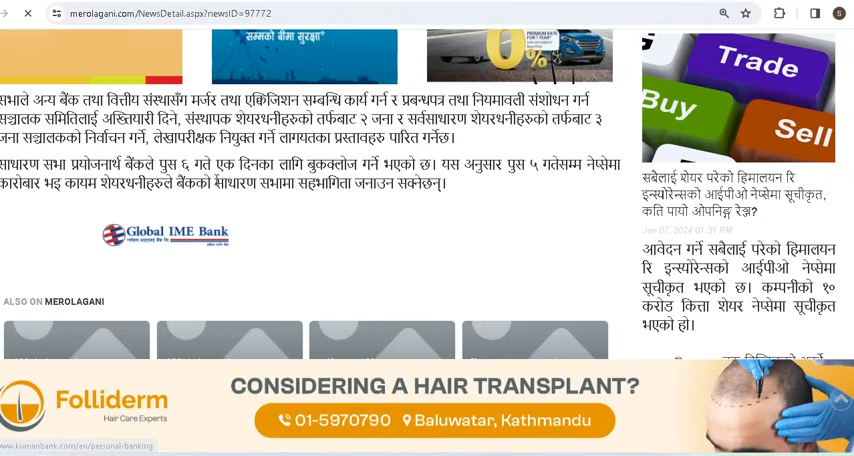 merolagani.com/NewsDetail.aspx?newsID=97772
S
सम्मको बीमा सुरक्षा*
0%
Trade
Buy
Sell
सभाले अन्य बैंक तथा वित्तीय संस्थासँग मर्जर तथा एक्विजिशन सम्बन्धि कार्य गर्न र प्रबन्धपत्र तथा नियमावली संशोधन गर्न
सञ्चालक समितिलाई अख्तियारी दिने, संस्थापक शेयरधनीहरुको तर्फबाट २ जना र सर्वसाधारण शेयरधनीहरुको तर्फबाट ३
जना सञ्चालकको निर्वाचन गर्ने, लेखापरीक्षक नियुक्त गर्ने लागयतका प्रस्तावहरु पारित गर्नेछ।
साधारण सभा प्रयोजनार्थ बैंकले पुस ६ गते एक दिनका लागि बुकक्लोज गर्ने भएको छ। यस अनुसार पुस ५ गतेसम्म नेप्सेमा
कारोबार भइ कायम शेयरधनीहरुले बैंकको साधारण सभामा सहभागिता जनाउन सक्नेछन्।
Global IME Bank
ALSO ON MEROLAGANI
सबैलाई शेयर परेको हिमालयन रि
इन्स्योरेन्सको आईपीओ नेप्सेमा सूचीकृत,
कति पायो ओपनिङ्ग रेञ्ज?
Jan 07, 2024 01:31 PM
आवेदन गर्ने सबैलाई परेको हिमालयन
रि इन्स्योरेन्सको आईपीओ नेप्सेमा
सूचीकृत भएको छ। कम्पनीको १०
करोड कित्ता शेयर नेप्सेमा सूचीकृत
भएको हो।
Folliderm
Hair Care Experts
CONSIDERING A HAIR TRANSPLANT?
01-5970790 Baluwatar, Kathmandu
www.kumaribank.com/en/personal-banking